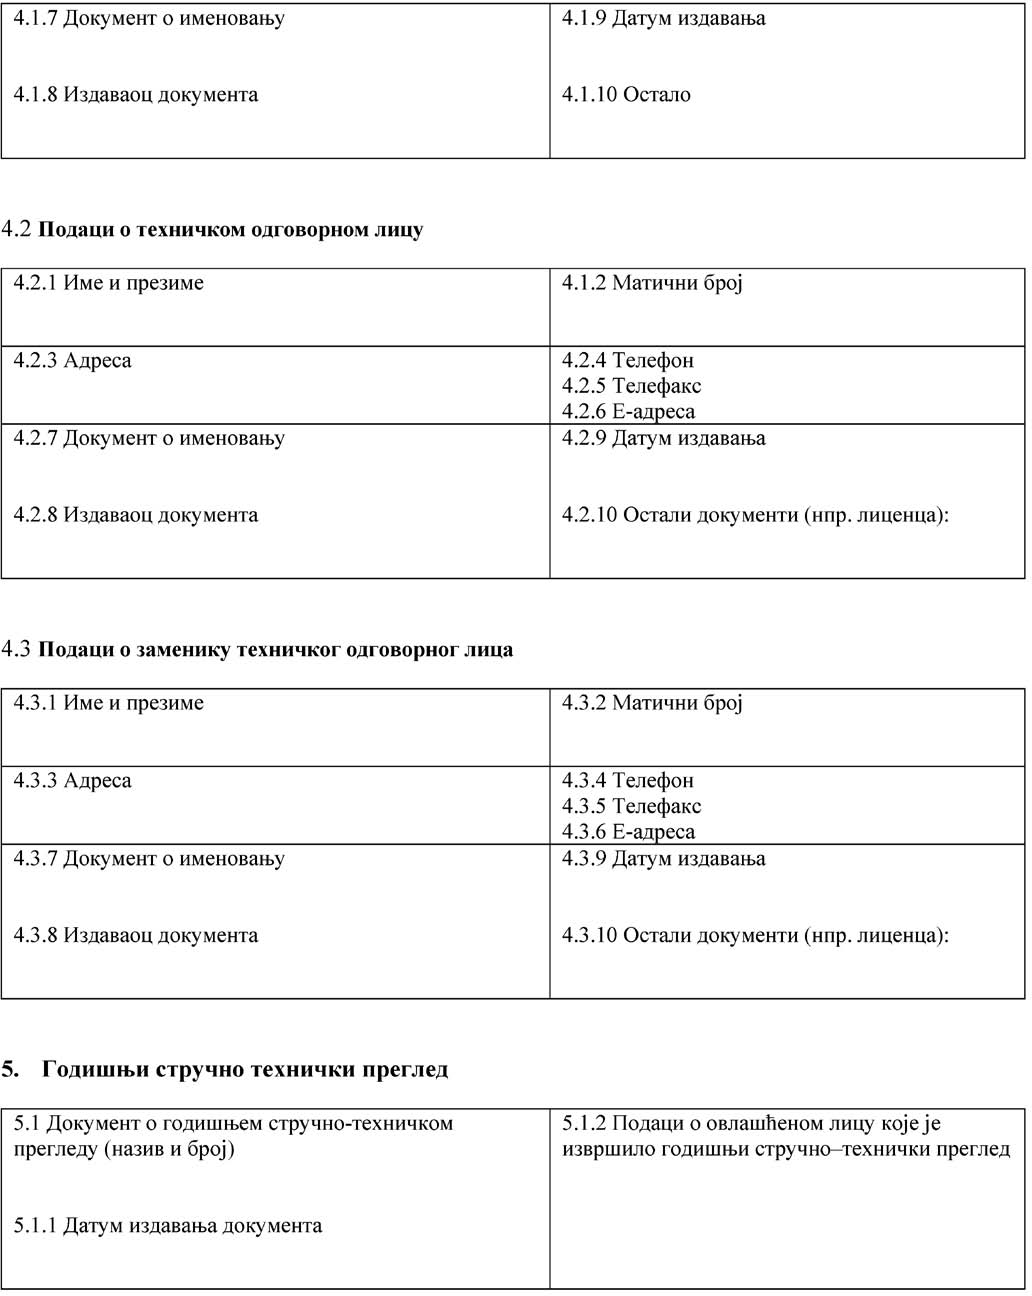 4.1.7 Документ о именовању
4.1.9 Датум издавања
4.1.8 Издаваоц документа
4.1.10 Остало
4.2 Подаци о техничком одговорном лицу
4.2.1 Име и презиме
4.1.2 Матични број
4.2.3 Адреса
4.2.4 Телефон
4.2.5 Телефакс
4.2.6 Е-адреса
4.2.7 Документ о именовању
4.2.9 Датум издавања
4.2.8 Издаваоц документа
4.2.10 Остали документи (нпр. лиценца):
4.3 Подаци о заменику техничког одговорног лица
4.3.1 Име и презиме
4.3.2 Матични број
4.3.3 Адреса
4.3.4 Телефон
4.3.5 Телефакс
4.3.6 Е-адреса
4.3.7 Документ о именовању
4.3.9 Датум издавања
4.3.8 Издаваоц документа
4.3.10 Остали документи (нпр. лиценца):
5. Годишњи стручно технички преглед
5.1 Документ о годишњем стручно-техничком
прегледу (назив и број)
5.1.1 Датум издавања документа
5.1.2 Подаци о овлашћеном лицу које је
извршило годишњи стручно–технички преглед